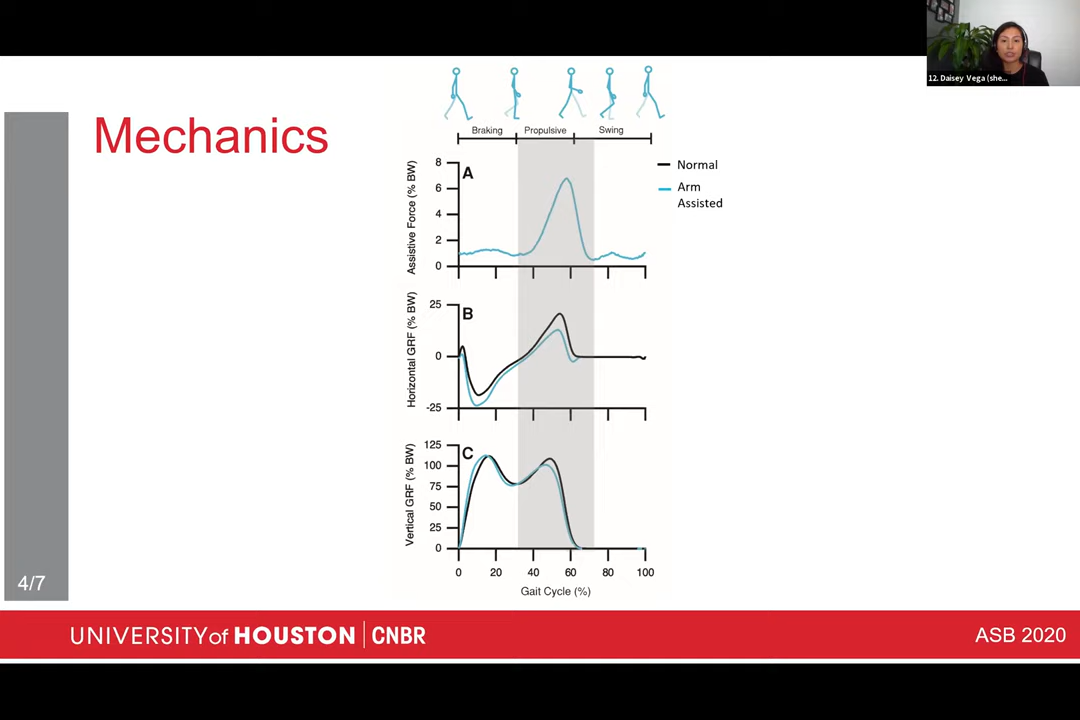 12. Daisey Vega (she...
Mechanics
Braking Propulsive Swing
Normal
Arm
Assisted
A
Assistive Force (% BW)
8
6
4
2
0
B
Horizontal GRF (% BW)
25
0
-25
C
Vertical GRF (% BW)
125
100
75
50
25
0
0 20 40 60 80 100
Gait Cycle (%)
4/7
UNIVERSITY of HOUSTON | CNBR
ASB 2020